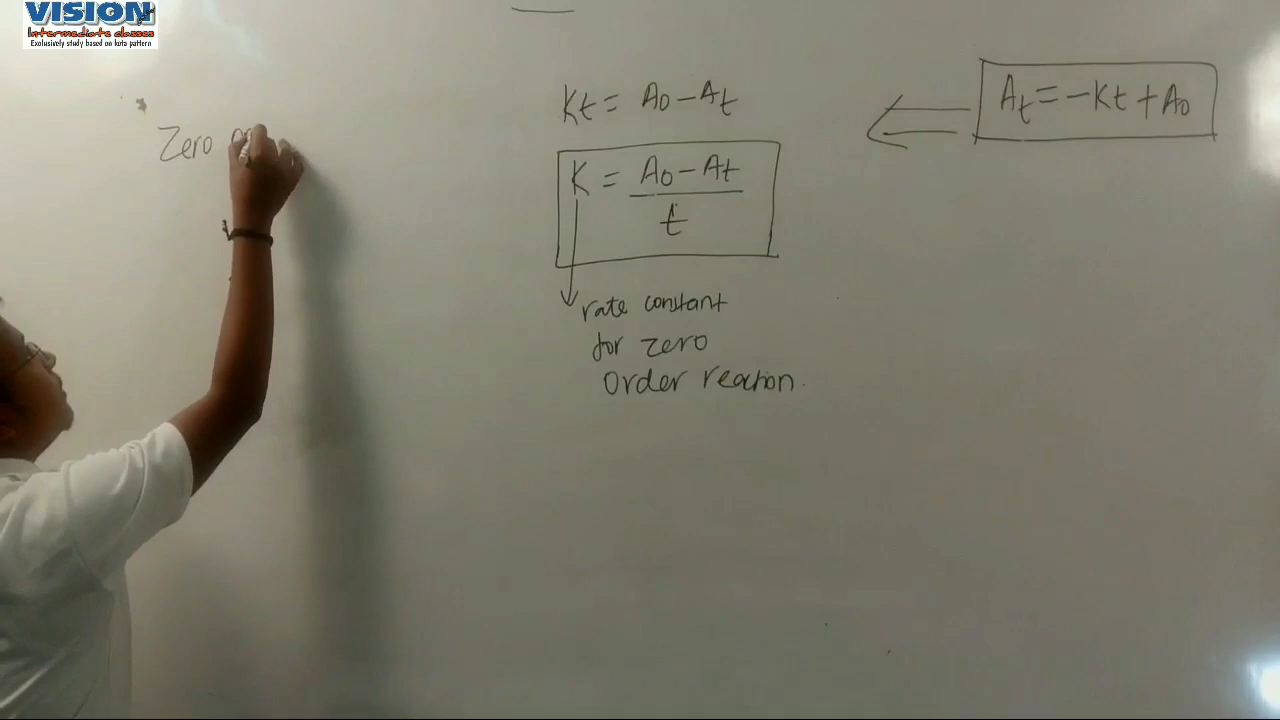 VISION
Intermediate classes
Exclusively study based on kota pattern
Zero
Kt = A0 - At
K = A0 - At / t
rate constant
for zero
order reaction.
At = -Kt + A0